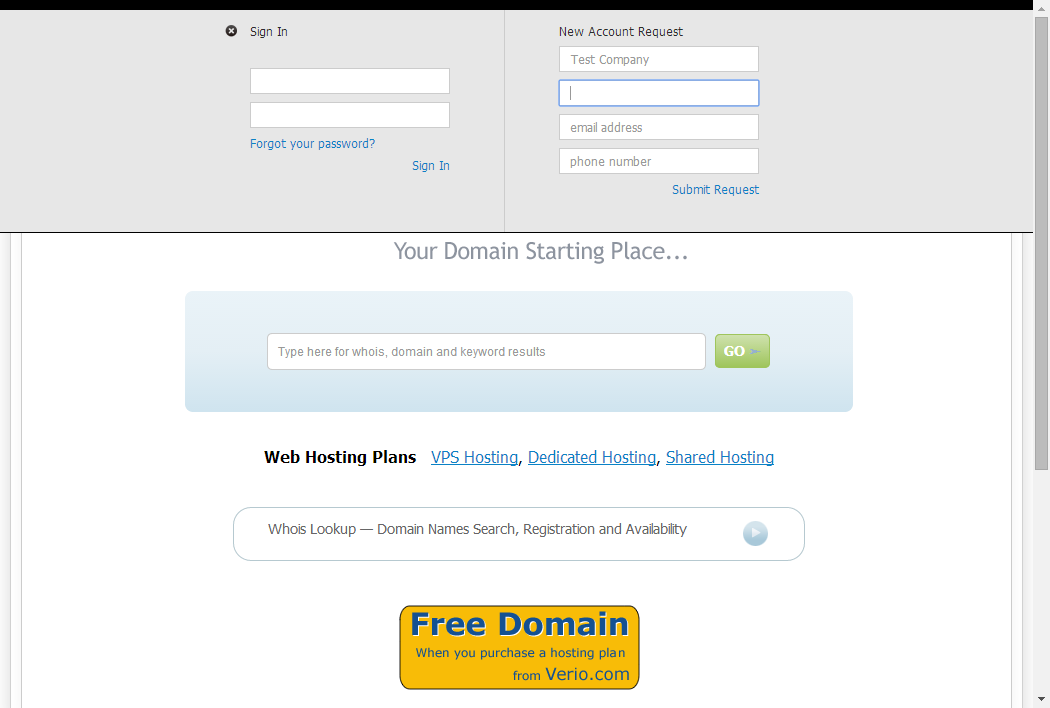 Sign In
Forgot your password?
Sign In
New Account Request
Test Company
email address
phone number
Submit Request
Your Domain Starting Place...
Type here for whois, domain and keyword results
GO
Web Hosting Plans VPS Hosting, Dedicated Hosting, Shared Hosting
Whois Lookup — Domain Names Search, Registration and Availability
Free Domain
When you purchase a hosting plan
from Verio.com